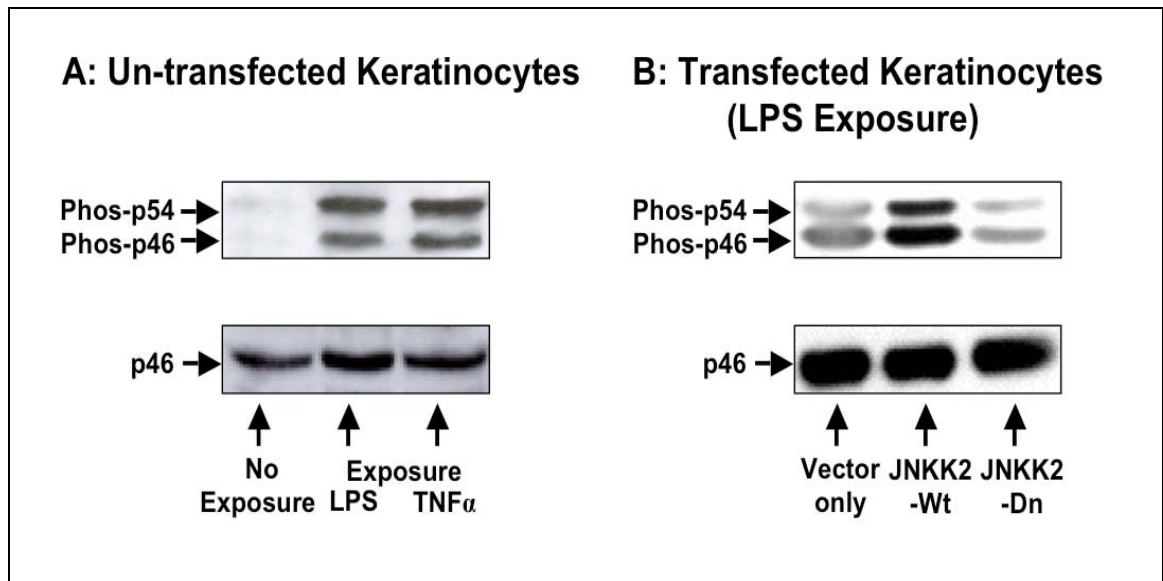 A: Un-transfected Keratinocytes
Phos-p54
Phos-p46
p46
No
Exposure
Exposure
LPS TNFα
B: Transfected Keratinocytes
(LPS Exposure)
Phos-p54
Phos-p46
p46
Vector
only
JNKK2
-Wt
JNKK2
-Dn